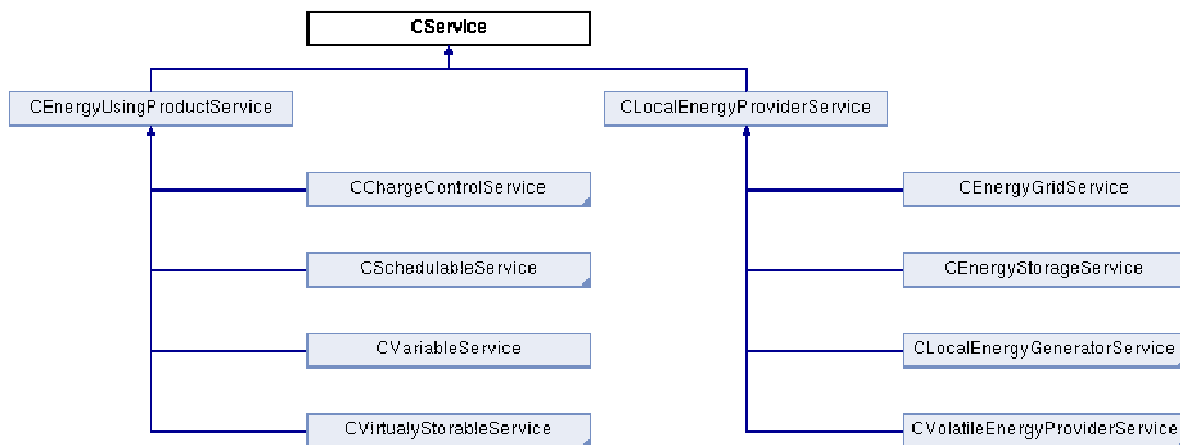 CService
CEnergyUsingProductService
CLocalEnergyProviderService
CChargeControlService
CEnergyGridService
CSchedulableService
CEnergyStorageService
CVariableService
CLocalEnergyGeneratorService
CVirtualyStorableService
CVolatileEnergyProviderService